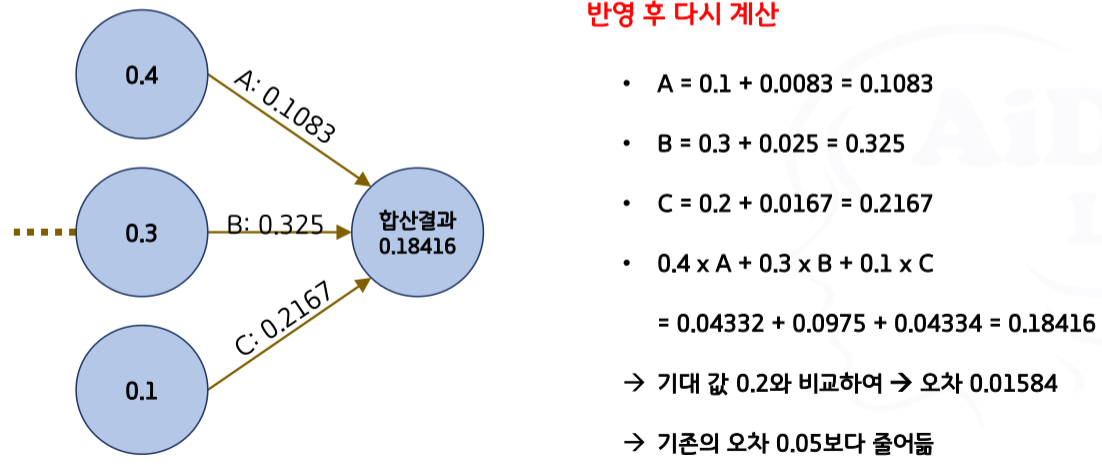 0.4
A: 0.1083
0.3
B: 0.325
합산결과
0.18416
C: 0.2167
0.1
반영 후 다시 계산
• A = 0.1 + 0.0083 = 0.1083
• B = 0.3 + 0.025 = 0.325
• C = 0.2 + 0.0167 = 0.2167
• 0.4 x A + 0.3 x B + 0.1 x C
= 0.04332 + 0.0975 + 0.04334 = 0.18416
→ 기대 값 0.2와 비교하여 → 오차 0.01584
→ 기존의 오차 0.05보다 줄어듦